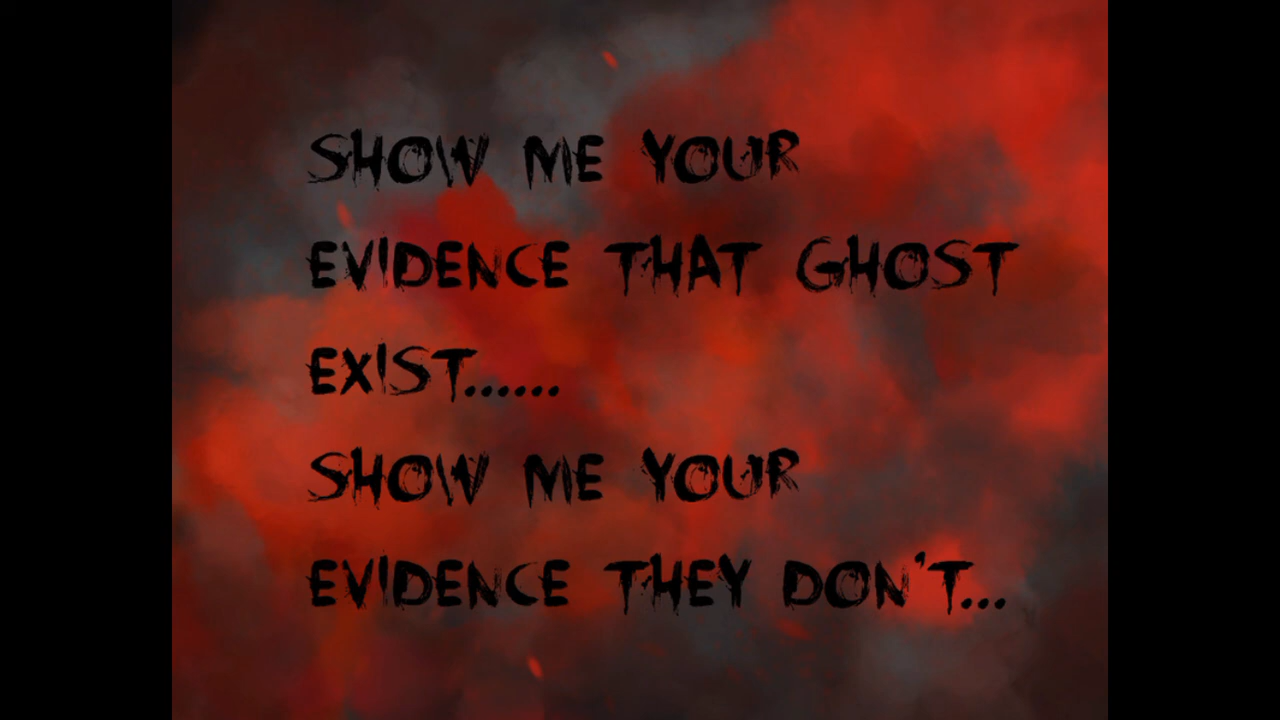 SHOW ME YOUR
EVIDENCE THAT GHOST
EXIST......
SHOW ME YOUR
EVIDENCE THEY DON'T...